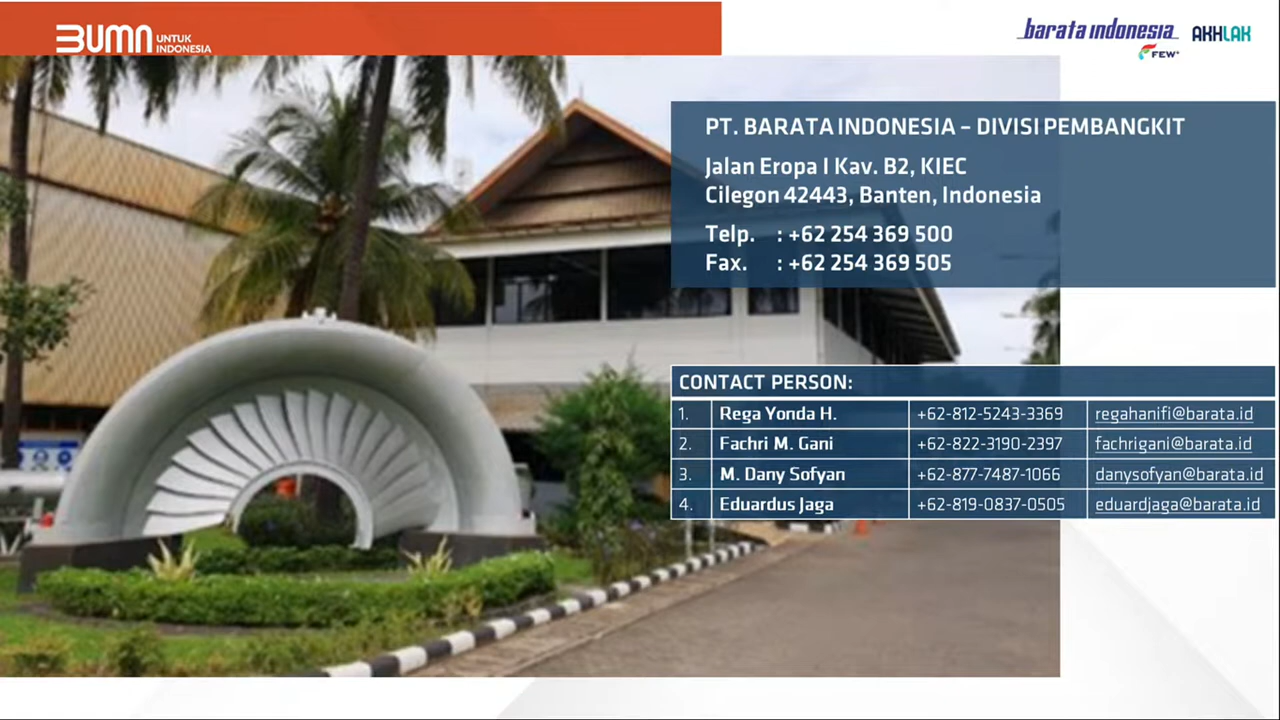 BUMN UNTUK
INDONESIA
barata indonesia
FEW
AKHLAK
PT. BARATA INDONESIA – DIVISI PEMBANGKIT
Jalan Eropa I Kav. B2, KIEC
Cilegon 42443, Banten, Indonesia
Telp. : +62 254 369 500
Fax. : +62 254 369 505
CONTACT PERSON:
1. Rega Yonda H. +62-812-5243-3369 regahanifi@barata.id
2. Fachri M. Gani +62-822-3190-2397 fachrigani@barata.id
3. M. Dany Sofyan +62-877-7487-1066 danysofyan@barata.id
4. Eduardus Jaga +62-819-0837-0505 eduardjaga@barata.id